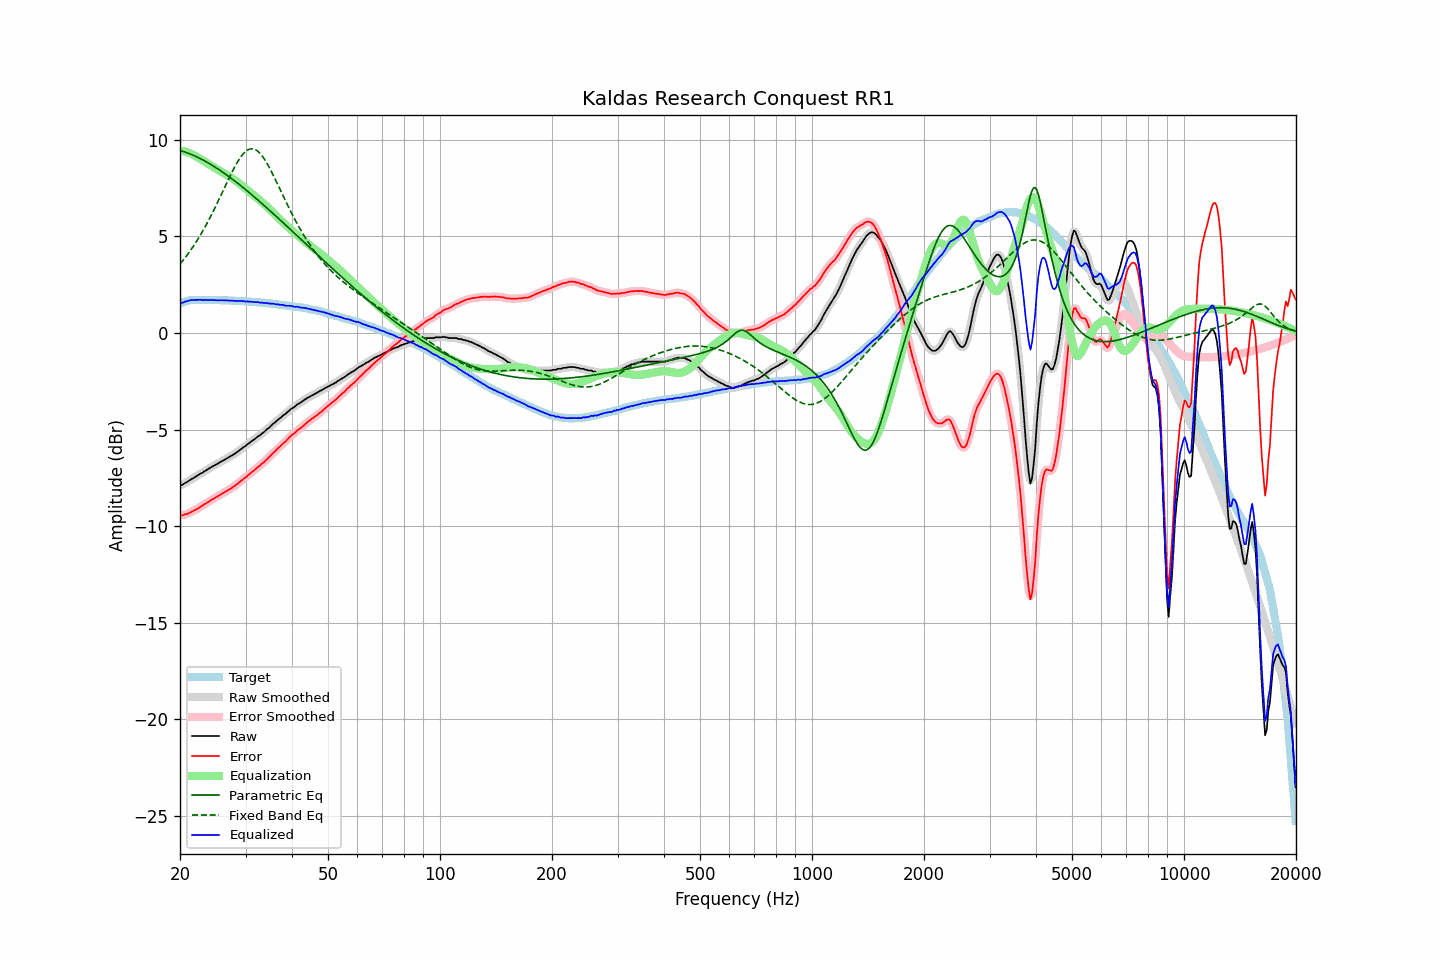 Kaldas Research Conquest RR1
Amplitude (dBr)
10
5
0
−5
−10
−15
−20
−25
Target
Raw Smoothed
Error Smoothed
Raw
Error
Equalization
Parametric Eq
Fixed Band Eq
Equalized
20 50 100 200 500 1000 2000 5000 10000 20000
Frequency (Hz)